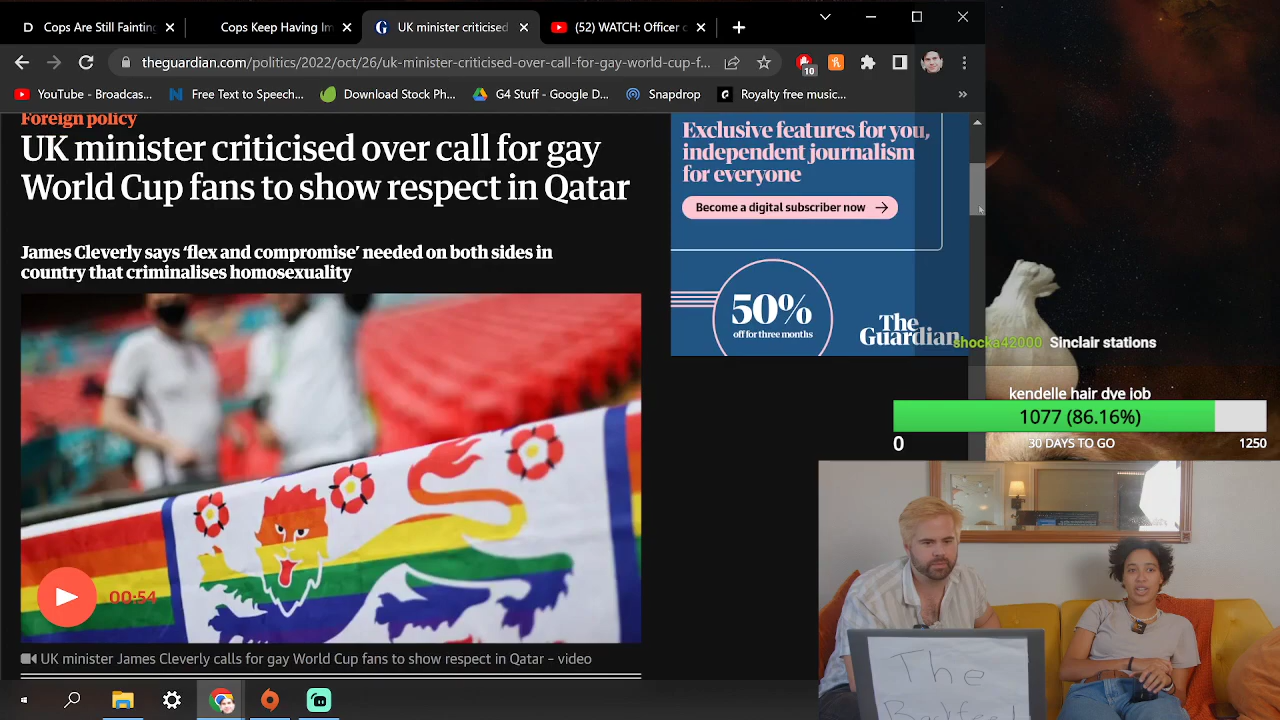 D Cops Are Still Faintin
Cops Keep Having Im
UK minister criticised
(52) WATCH: Officer c
theguardian.com/politics/2022/oct/26/uk-minister-criticised-over-call-for-gay-world-cup-f...
10
YouTube - Broadcas...
Free Text to Speech...
Download Stock Ph...
G4 Stuff - Google D...
Snapdrop
Royalty free music...
»
Foreign policy
UK minister criticised over call for gay
World Cup fans to show respect in Qatar
James Cleverly says ‘flex and compromise’ needed on both sides in
country that criminalises homosexuality
00:54
UK minister James Cleverly calls for gay World Cup fans to show respect in Qatar – video
Exclusive features for you,
independent journalism
for everyone
Become a digital subscriber now
50%
off for three months
The
Guardian
shocka42000 Sinclair stations
kendelle hair dye job
1077 (86.16%)
0
30 DAYS TO GO
1250
The
Backfeed